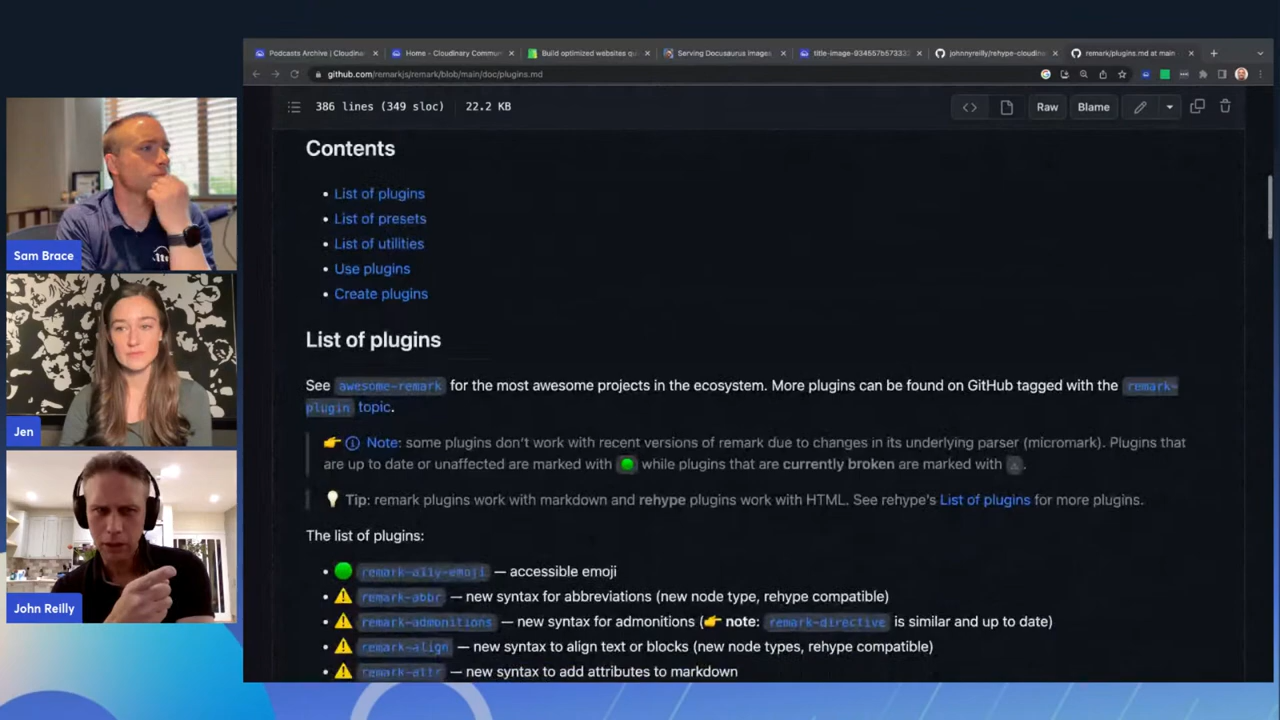 Podcasts Archive | Cloudinar
Home - Cloudinary Commun
Build optimized websites qu
Serving Docusaurus images
title-image-934557b573333
johnnyreilly/rehype-cloudina
remark/plugins.md at main
github.com/remarkjs/remark/blob/main/doc/plugins.md
386 lines (349 sloc)
22.2 KB
Raw
Blame
Contents
List of plugins
List of presets
List of utilities
Use plugins
Create plugins
List of plugins
See awesome-remark for the most awesome projects in the ecosystem. More plugins can be found on GitHub tagged with the remark-
plugin topic.
Note: some plugins don't work with recent versions of remark due to changes in its underlying parser (micromark). Plugins that
are up to date or unaffected are marked with while plugins that are currently broken are marked with .
Tip: remark plugins work with markdown and rehype plugins work with HTML. See rehype's List of plugins for more plugins.
The list of plugins:
remark-a11y-emoji — accessible emoji
remark-abbr — new syntax for abbreviations (new node type, rehype compatible)
remark-admonitions — new syntax for admonitions (👉 note: remark-directive is similar and up to date)
remark-align — new syntax to align text or blocks (new node types, rehype compatible)
remark-attr — new syntax to add attributes to markdown
Sam Brace
Jen
John Reilly